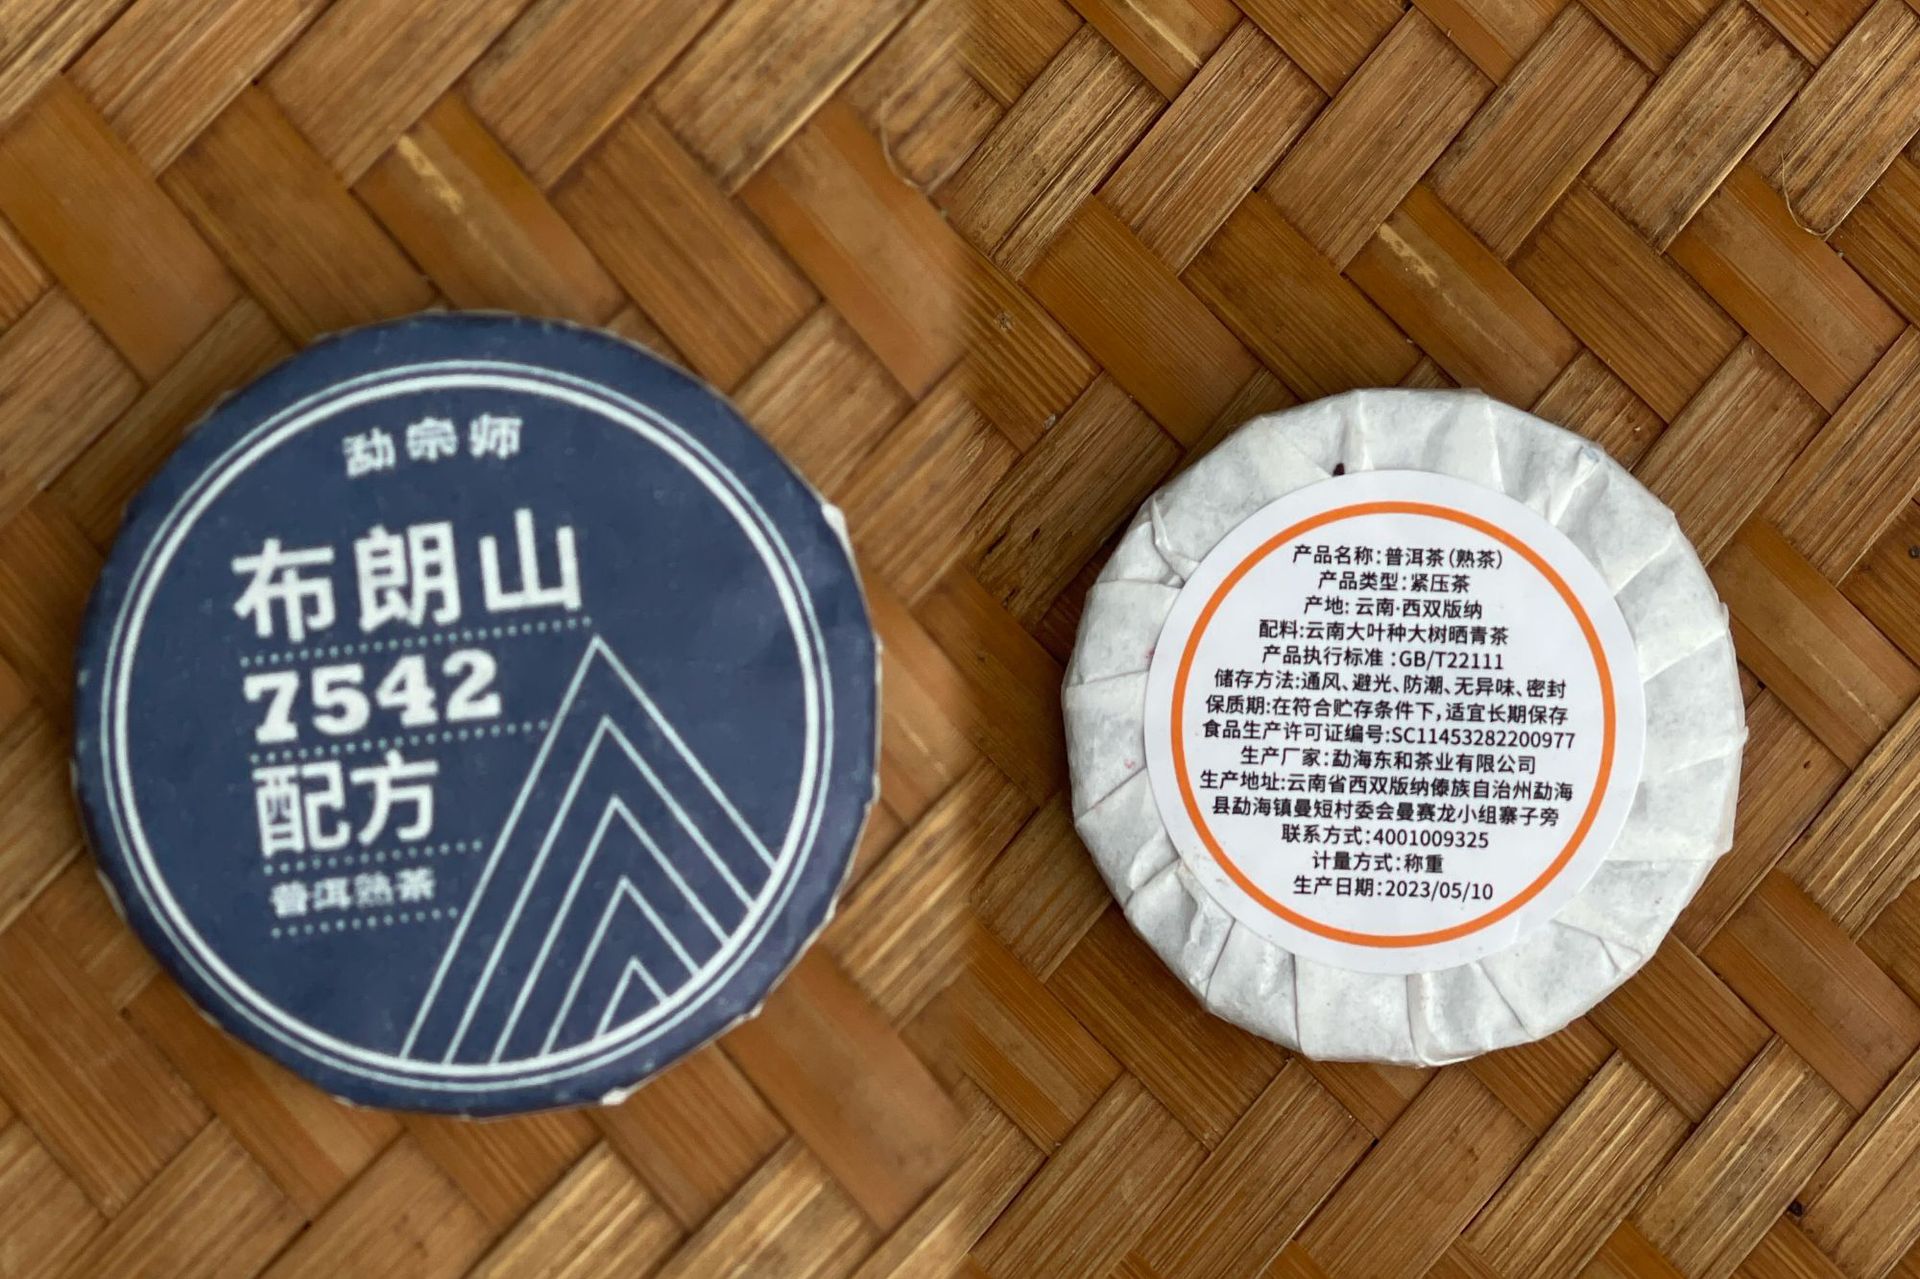 勐宗师
布朗山
7542
配方
普洱熟茶
产品名称:普洱茶(熟茶)
产品类型:紧压茶
产地: 云南·西双版纳
配料:云南大叶种大树晒青茶
产品执行标准 :GB/T22111
储存方法:通风、避光、防潮、无异味、密封
保质期:在符合贮存条件下,适宜长期保存
食品生产许可证编号:SC11453282200977
生产厂家:勐海东和茶业有限公司
生产地址:云南省西双版纳傣族自治州勐海
县勐海镇曼短村委会曼赛龙小组寨子旁
联系方式:4001009325
计量方式:称重
生产日期:2023/05/10